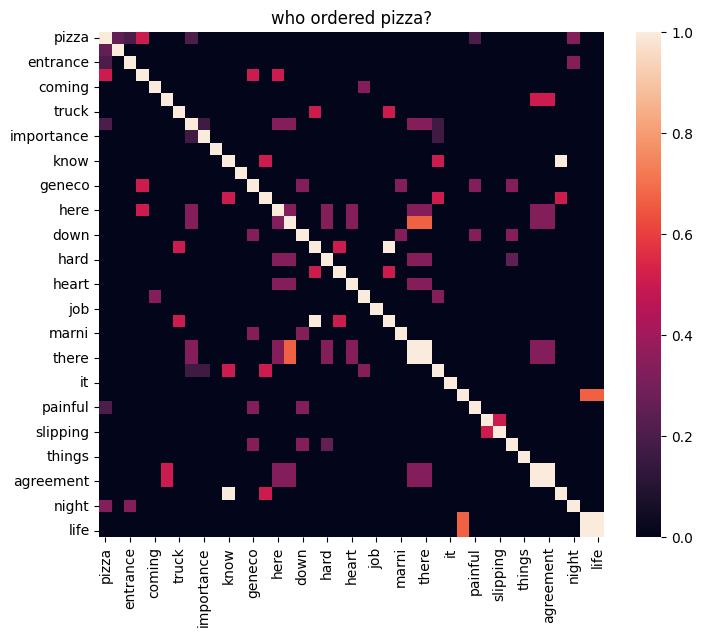 who ordered pizza?
pizza
entrance
coming
truck
importance
know
geneco
here
down
hard
heart
job
marni
there
it
painful
slipping
things
agreement
night
life
1.0
0.8
0.6
0.4
0.2
0.0
pizza
entrance
coming
truck
importance
know
geneco
here
down
hard
heart
job
marni
there
it
painful
slipping
things
agreement
night
life